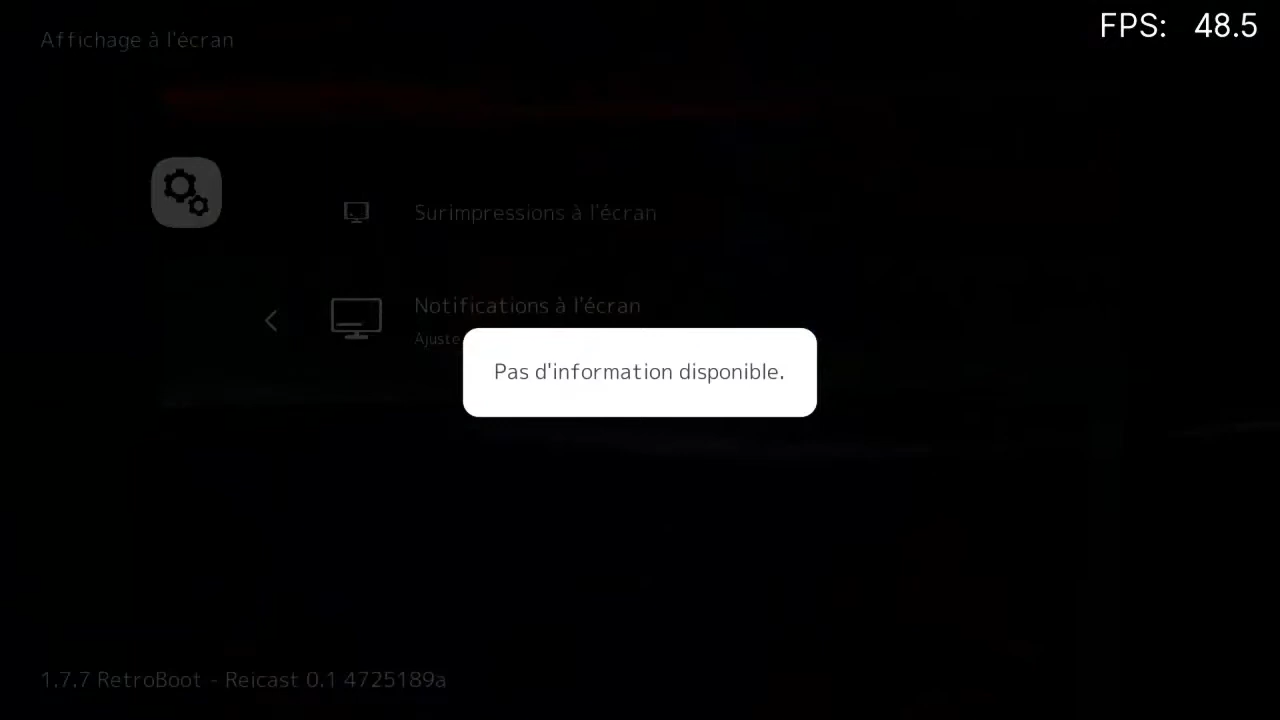 Affichage à l'écran
FPS: 48.5
Surimpressions à l'écran
Notifications à l'écran
Ajuste
Pas d'information disponible.
1.7.7 RetroBoot - Reicast 0.1 4725189a